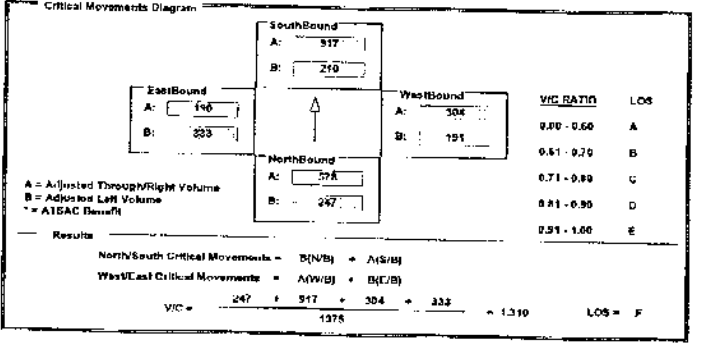 Critical Movements Diagram
SouthBound
A: 917
B: 210
EastBound
A: 190
B: 333
WestBound
A: 304
B: 191
NorthBound
A: 578
B: 247
A = Adjusted Through/Right Volume
B = Adjusted Left Volume
* = ATSAC Benefit
V/C RATIO LOS
0.00 - 0.60 A
0.61 - 0.70 B
0.71 - 0.80 C
0.81 - 0.90 D
0.91 - 1.00 E
Results
North/South Critical Movements = B(N/B) + A(S/B)
West/East Critical Movements = A(W/B) + B(E/B)
V/C = 247 + 917 + 304 + 333
1375
= 1.310 LOS = F